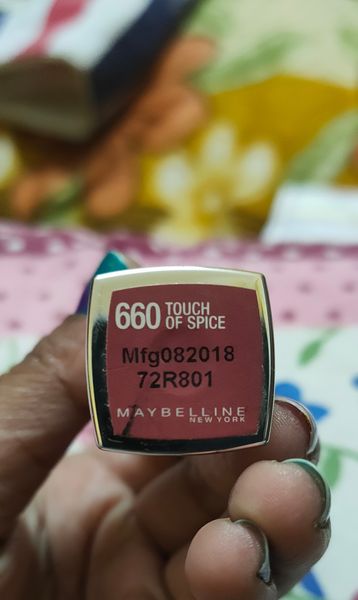 660 TOUCH
OF SPICE
Mfg082018
72R801
MAYBELLINE
NEW YORK